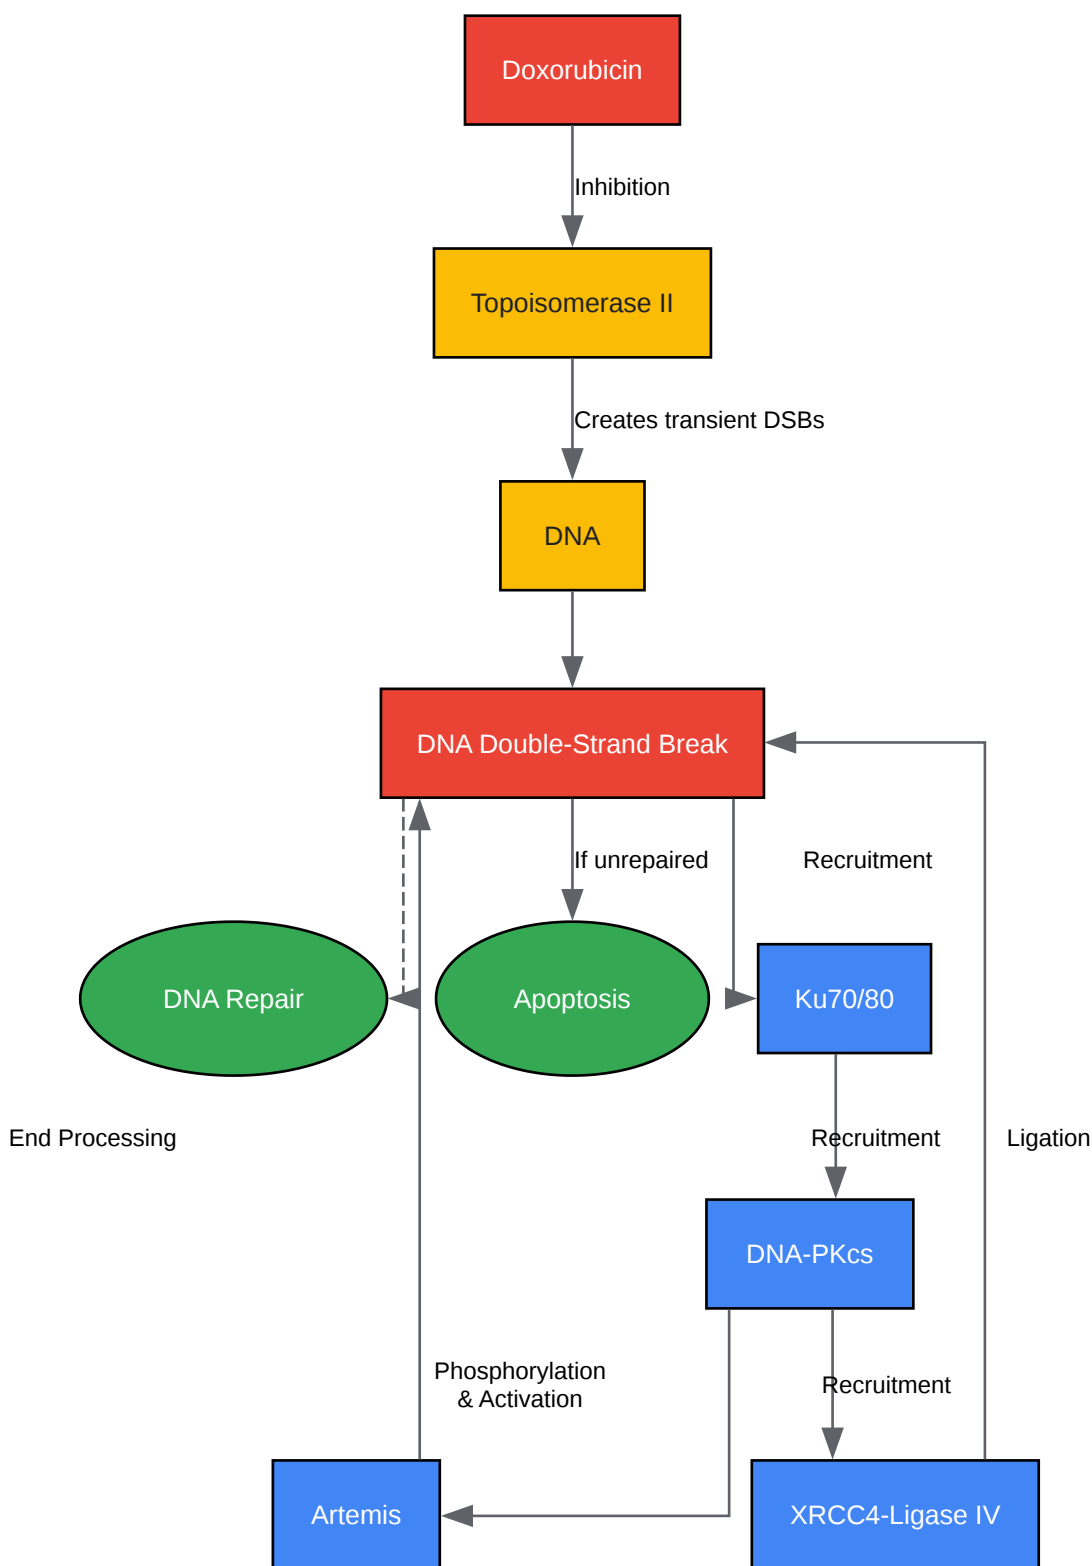 Doxorubicin
Inhibition
Topoisomerase II
Creates transient DSBs
DNA
DNA Double-Strand Break
If unrepaired
Recruitment
DNA Repair
Apoptosis
Ku70/80
End Processing
Recruitment
Ligation
DNA-PKcs
Phosphorylation
& Activation
Recruitment
Artemis
XRCC4-Ligase IV